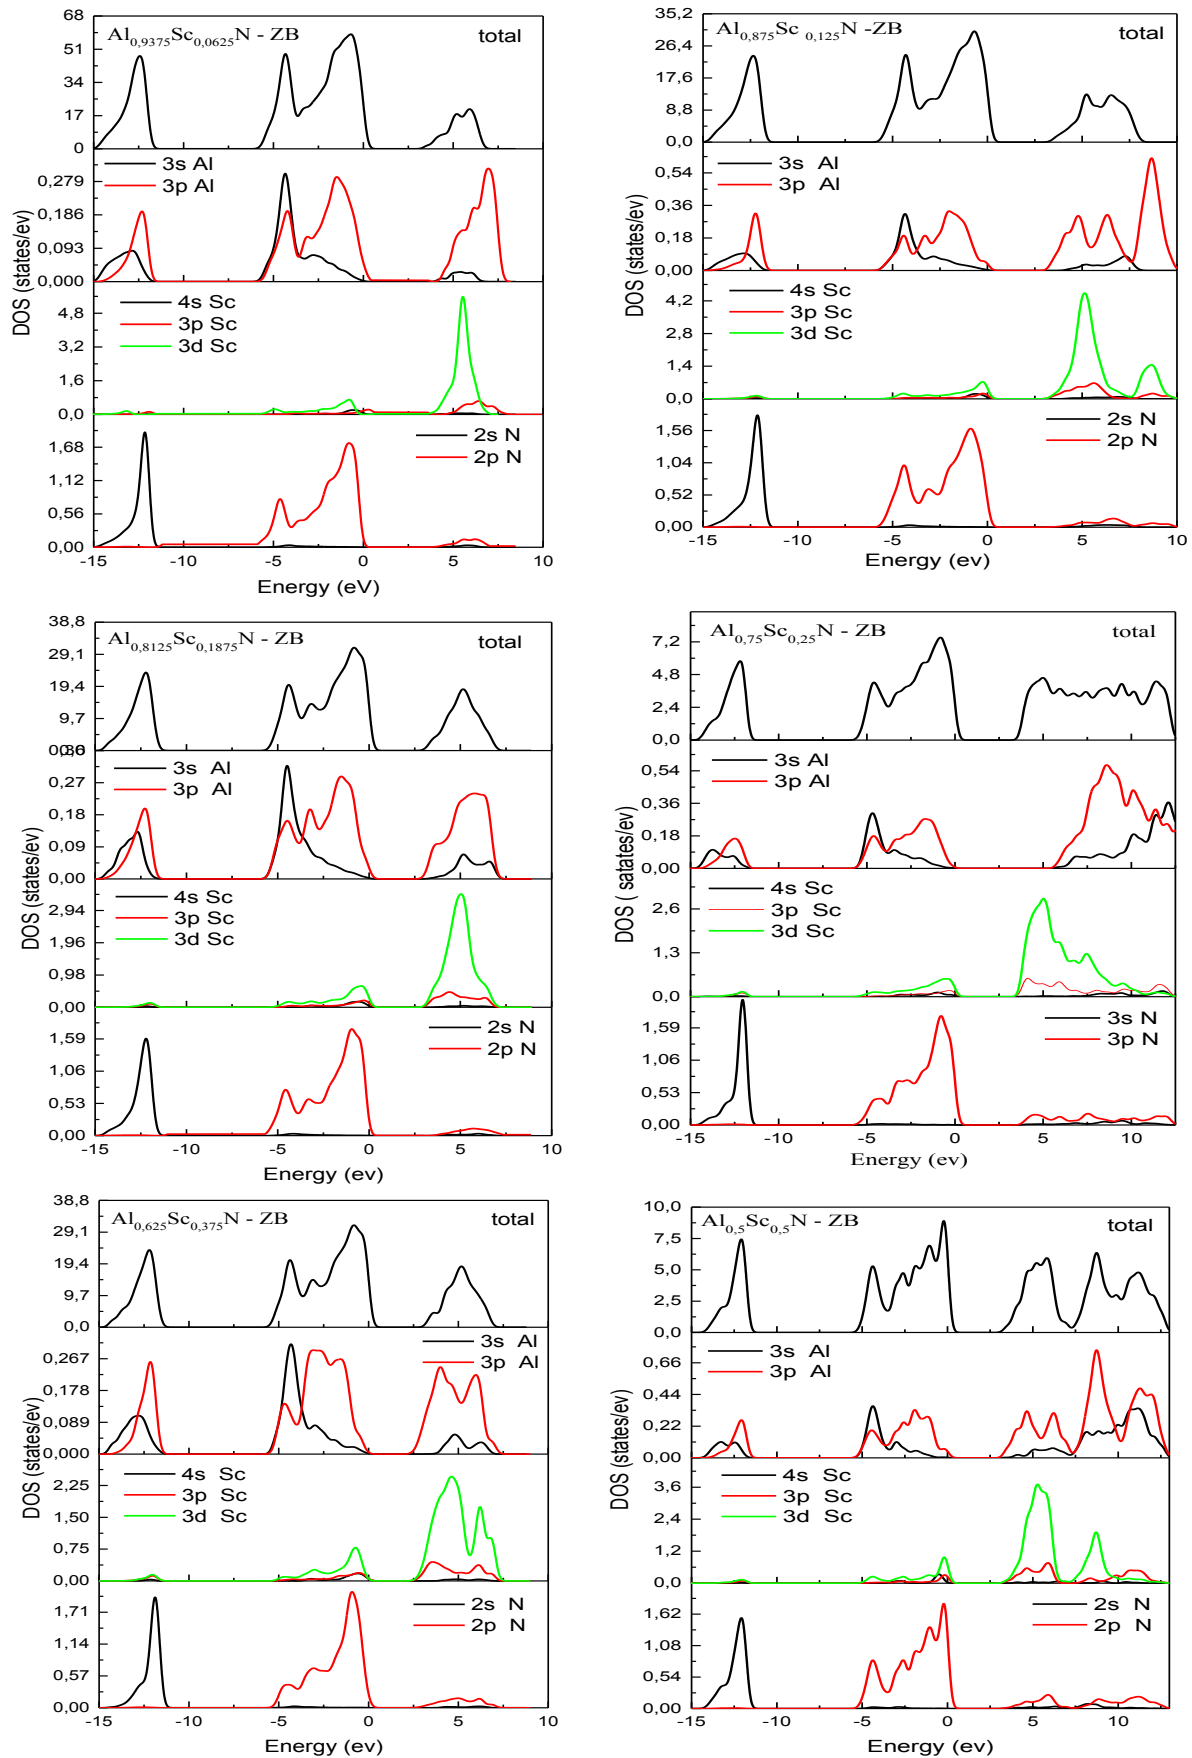 68
Al0,9375Sc0,0625N - ZB
total
51
34
17
0
3s Al
3p Al
0,279
0,186
0,093
0,000
4s Sc
3p Sc
3d Sc
4,8
3,2
1,6
0,0
2s N
2p N
1,68
1,12
0,56
0,00
-15 -10 -5 0 5 10
Energy (eV)
DOS (states/ev)
35,2
Al0,875Sc 0,125N -ZB
total
26,4
17,6
8,8
0,0
3s Al
3p Al
0,54
0,36
0,18
0,00
4s Sc
3p Sc
3d Sc
4,2
2,8
1,4
0,0
2s N
2p N
1,56
1,04
0,52
0,00
-15 -10 -5 0 5 10
Energy (ev)
DOS (states/ev)
38,8
Al0,8125Sc0,1875N - ZB
total
29,1
19,4
9,7
3s Al
3p Al
0,27
0,18
0,09
0,00
4s Sc
3p Sc
3d Sc
2,94
1,96
0,98
0,00
2s N
2p N
1,59
1,06
0,53
0,00
-15 -10 -5 0 5 10
Energy (ev)
DOS (states/ev)
Al0,75Sc0,25N - ZB
total
7,2
4,8
2,4
0,0
3s Al
3p Al
0,54
0,36
0,18
0,00
4s Sc
3p Sc
3d Sc
2,6
1,3
0,0
3s N
3p N
1,59
1,06
0,53
0,00
-15 -10 -5 0 5 10
Energy (ev)
DOS ( satates/ev)
38,8
Al0,625Sc0,375N - ZB
total
29,1
19,4
9,7
0,0
3s Al
3p Al
0,267
0,178
0,089
0,000
4s Sc
3p Sc
3d Sc
2,25
1,50
0,75
0,00
2s N
2p N
1,71
1,14
0,57
0,00
-15 -10 -5 0 5 10
Energy (ev)
DOS (states/ev)
10,0
Al0,5Sc0,5N - ZB
total
7,5
5,0
2,5
0,0
3s Al
3p Al
0,66
0,44
0,22
0,00
4s Sc
3p Sc
3d Sc
3,6
2,4
1,2
0,0
2s N
2p N
1,62
1,08
0,54
0,00
-15 -10 -5 0 5 10
Energy (ev)
DOS (states/ev)